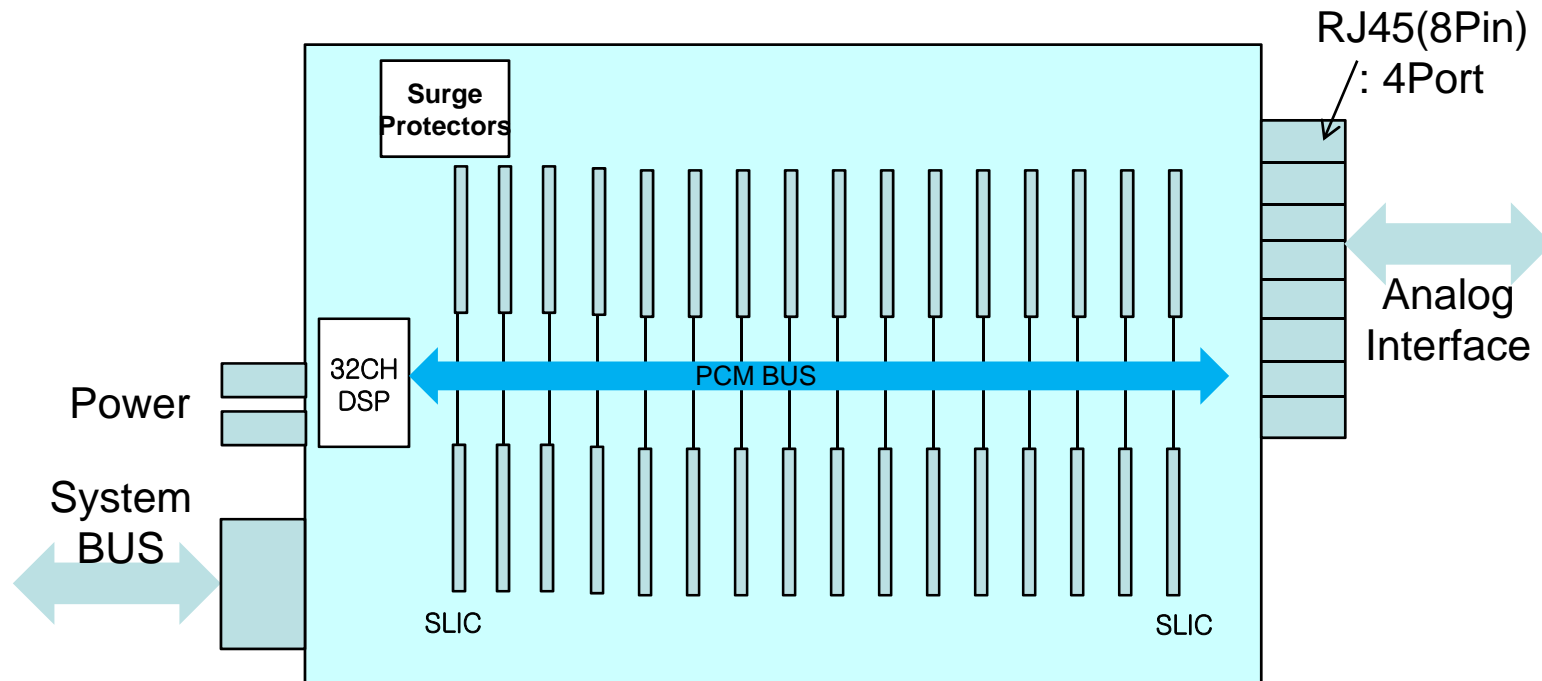 RJ45(8Pin)
: 4Port
Surge
Protectors
Analog
Interface
32CH
DSP
PCM BUS
Power
System
BUS
SLIC
SLIC